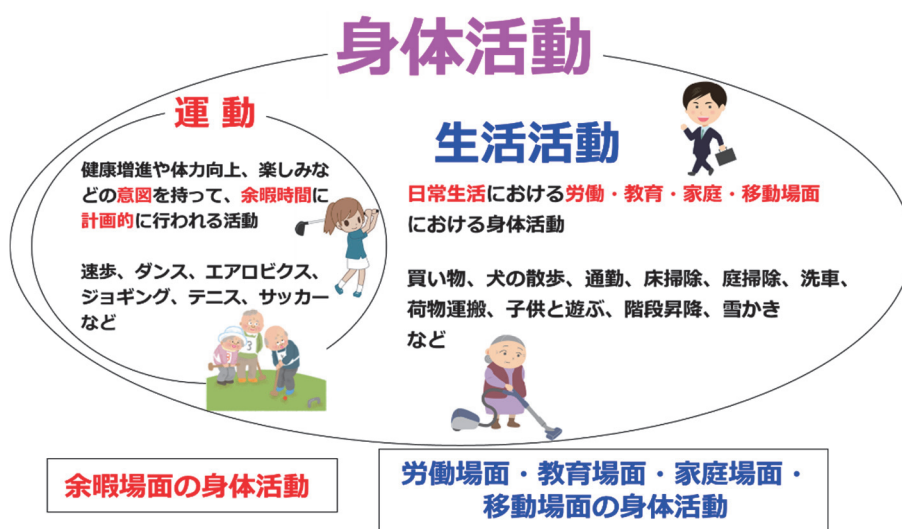 身体活動
運 動
健康増進や体力向上、楽しみな
どの意図を持って、余暇時間に
計画的に行われる活動
速歩、ダンス、エアロビクス、
ジョギング、テニス、サッカー
など
生活活動
日常生活における労働・教育・家庭・移動場面
における身体活動
買い物、犬の散歩、通勤、床掃除、庭掃除、洗車、
荷物運搬、子供と遊ぶ、階段昇降、雪かき
など
余暇場面の身体活動
労働場面・教育場面・家庭場面・
移動場面の身体活動